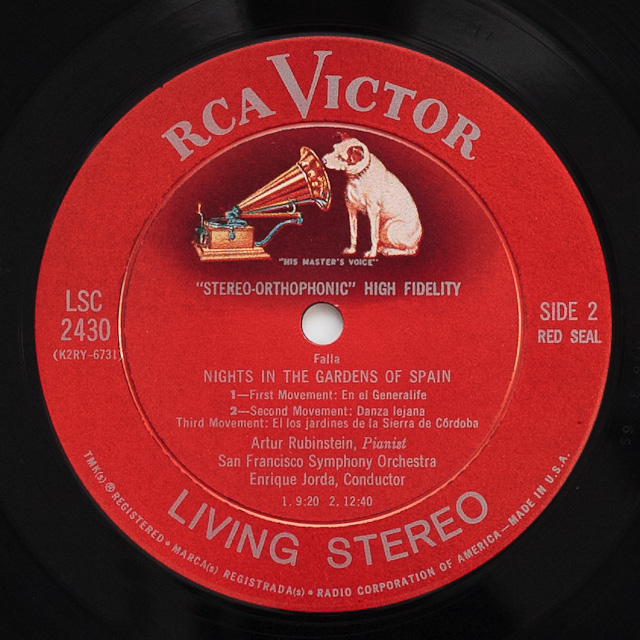 RCA VICTOR
"HIS MASTER'S VOICE"
"STEREO-ORTHOPHONIC" HIGH FIDELITY
LSC
2430
(K2RY-6731)
SIDE 2
RED SEAL
Falla
NIGHTS IN THE GARDENS OF SPAIN
1—First Movement: En el Generalife
2—Second Movement: Danza lejana
Third Movement: El los jardines de la Sierra de Córdoba
Artur Rubinstein, Pianist
San Francisco Symphony Orchestra
Enrique Jorda, Conductor
1. 9:20 2. 12:40
LIVING STEREO
TMK(s) ® REGISTERED • MARCA(s) REGISTRADA(s) • RADIO CORPORATION OF AMERICA—MADE IN U.S.A.